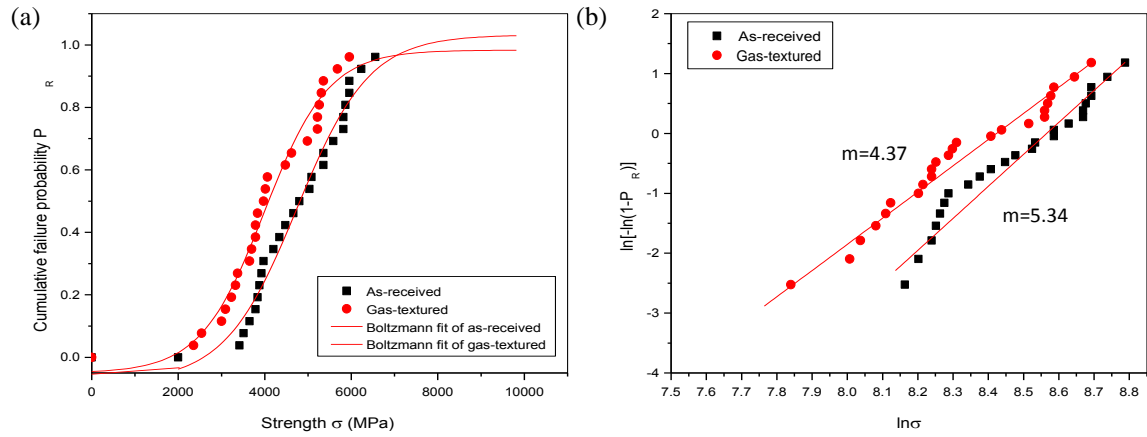 (a)
Cumulative failure probability P R
1.0
0.8
0.6
0.4
0.2
0.0
As-received
Gas-textured
Boltzmann fit of as-received
Boltzmann fit of gas-textured
0 2000 4000 6000 8000 10000
Strength σ (MPa)
(b)
ln[-ln(1-P R)]
2
1
0
-1
-2
-3
-4
As-received
Gas-textured
m=4.37
m=5.34
7.5 7.6 7.7 7.8 7.9 8.0 8.1 8.2 8.3 8.4 8.5 8.6 8.7 8.8
lnσ